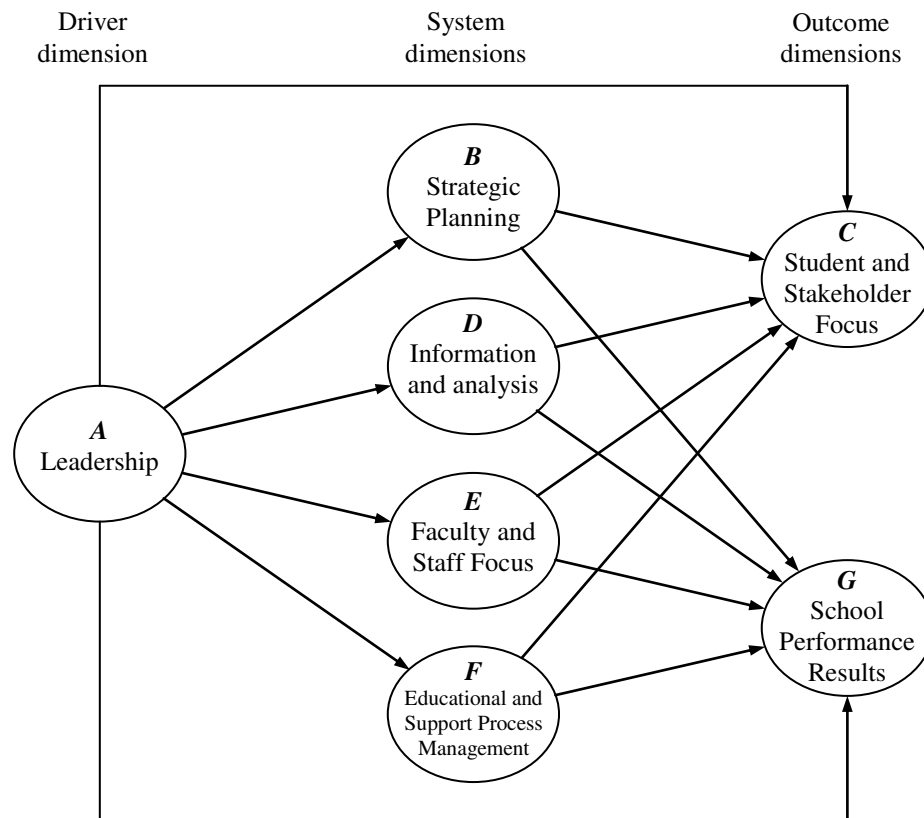 Driver
dimension
System
dimensions
Outcome
dimensions
B
Strategic
Planning
C
Student and
Stakeholder
Focus
D
Information
and analysis
A
Leadership
E
Faculty and
Staff Focus
G
School
Performance
Results
F
Educational and
Support Process
Management